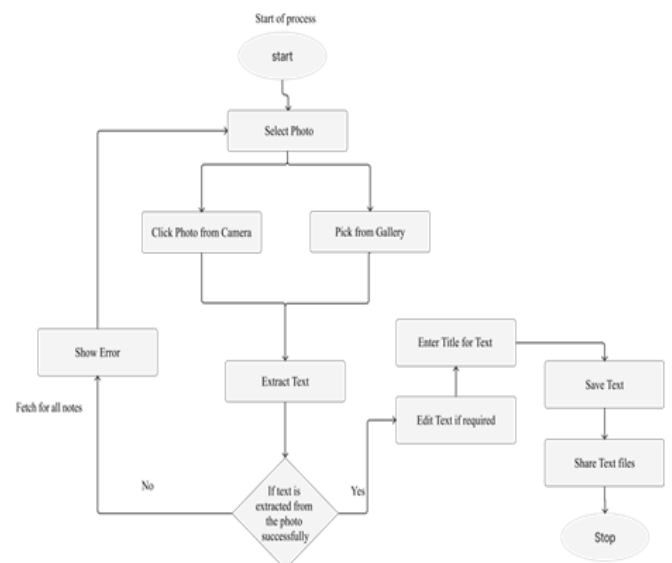 Start of process
start
Select Photo
Click Photo from Camera
Pick from Gallery
Enter Title for Text
Show Error
Extract Text
Save Text
Fetch for all notes
Edit Text if required
Share Text files
No
Yes
If text is
extracted from
the photo
successfully
Stop